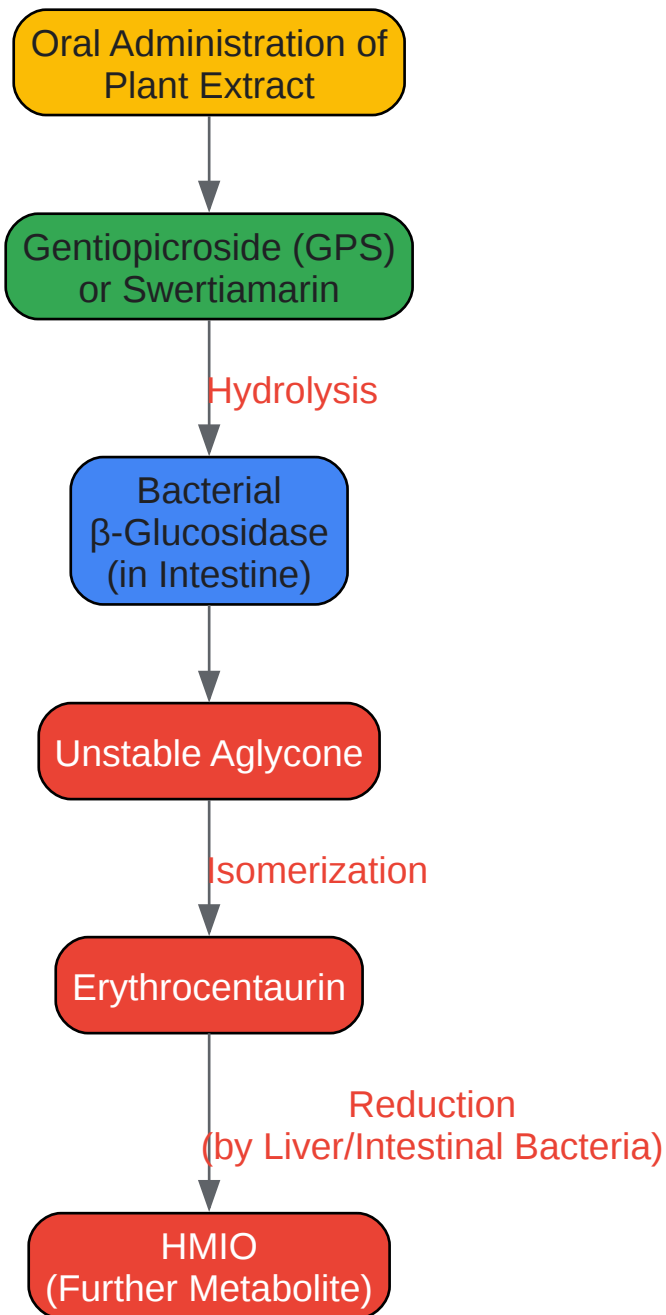 Oral Administration of
Plant Extract
Gentiopicroside (GPS)
or Swertiamarin
Hydrolysis
Bacterial
β-Glucosidase
(in Intestine)
Unstable Aglycone
Isomerization
Erythrocentaurin
Reduction
(by Liver/Intestinal Bacteria)
HMIO
(Further Metabolite)